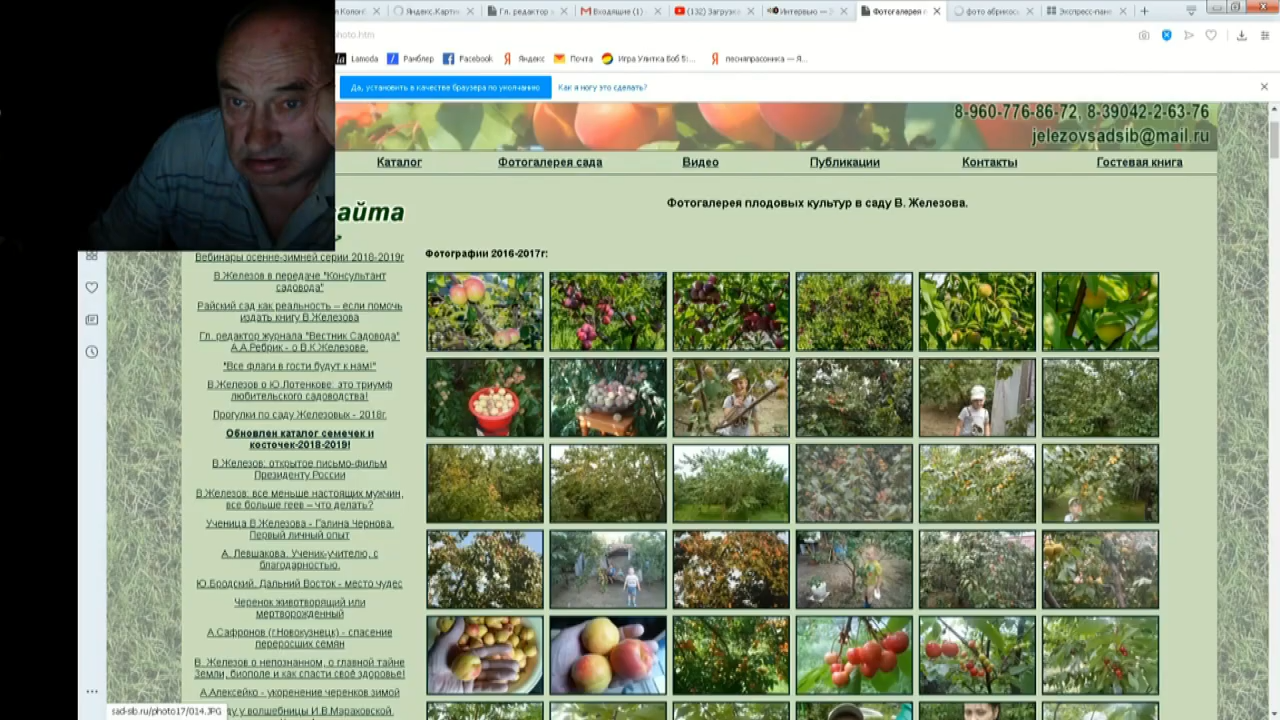 Яндекс.Карти
Гл. редактор
Входящие (1)
(132) Загрузк
Интервью —
Фотогалерея
фото абрикос
Экспресс-пан
hoto.htm
Lamoda
Рамблер
Facebook
Яндекс
Почта
Игра Улитка Боб 5:...
песняпрасоника — Я...
Да, установить в качестве браузера по умолчанию
Как я могу это сделать?
8-960-776-86-72, 8-39042-2-63-76
jelezovsadsib@mail.ru
Каталог
Фотогалерея сада
Видео
Публикации
Контакты
Гостевая книга
айта
Фотогалерея плодовых культур в саду В. Железова.
Фотографии 2016-2017г:
Вебинары осенне-зимней серии 2018-2019г
В.Железов в передаче "Консультант
садовода"
Райский сад как реальность – если помочь
издать книгу В.Железова
Гл. редактор журнала "Вестник Садовода"
А.А.Ребрик - о В.К.Железове.
"Все флаги в гости будут к нам!"
В.Железов о Ю.Лотенкове: это триумф
любительского садоводства!
Прогулки по саду Железовых - 2018г.
Обновлен каталог семечек и
косточек-2018-2019!
В.Железов: открытое письмо-фильм
Президенту России
В.Железов: все меньше настоящих мужчин,
все больше геев – что делать?
Ученица В.Железова - Галина Чернова.
Первый личный опыт
А. Левшакова. Ученик-учителю, с
благодарностью.
Ю.Бродский. Дальний Восток - место чудес
Черенок животворящий или
мертворожденный
А.Сафронов (г.Новокузнецк) - спасение
переросших семян
В. Железов о непознанном, о главной тайне
Земли, биополе и как спасти своё здоровье!
А.Алексейко - укоренение черенков зимой
у волшебницы И.В.Мараховской.
sad-sib.ru/photo17/014.JPG